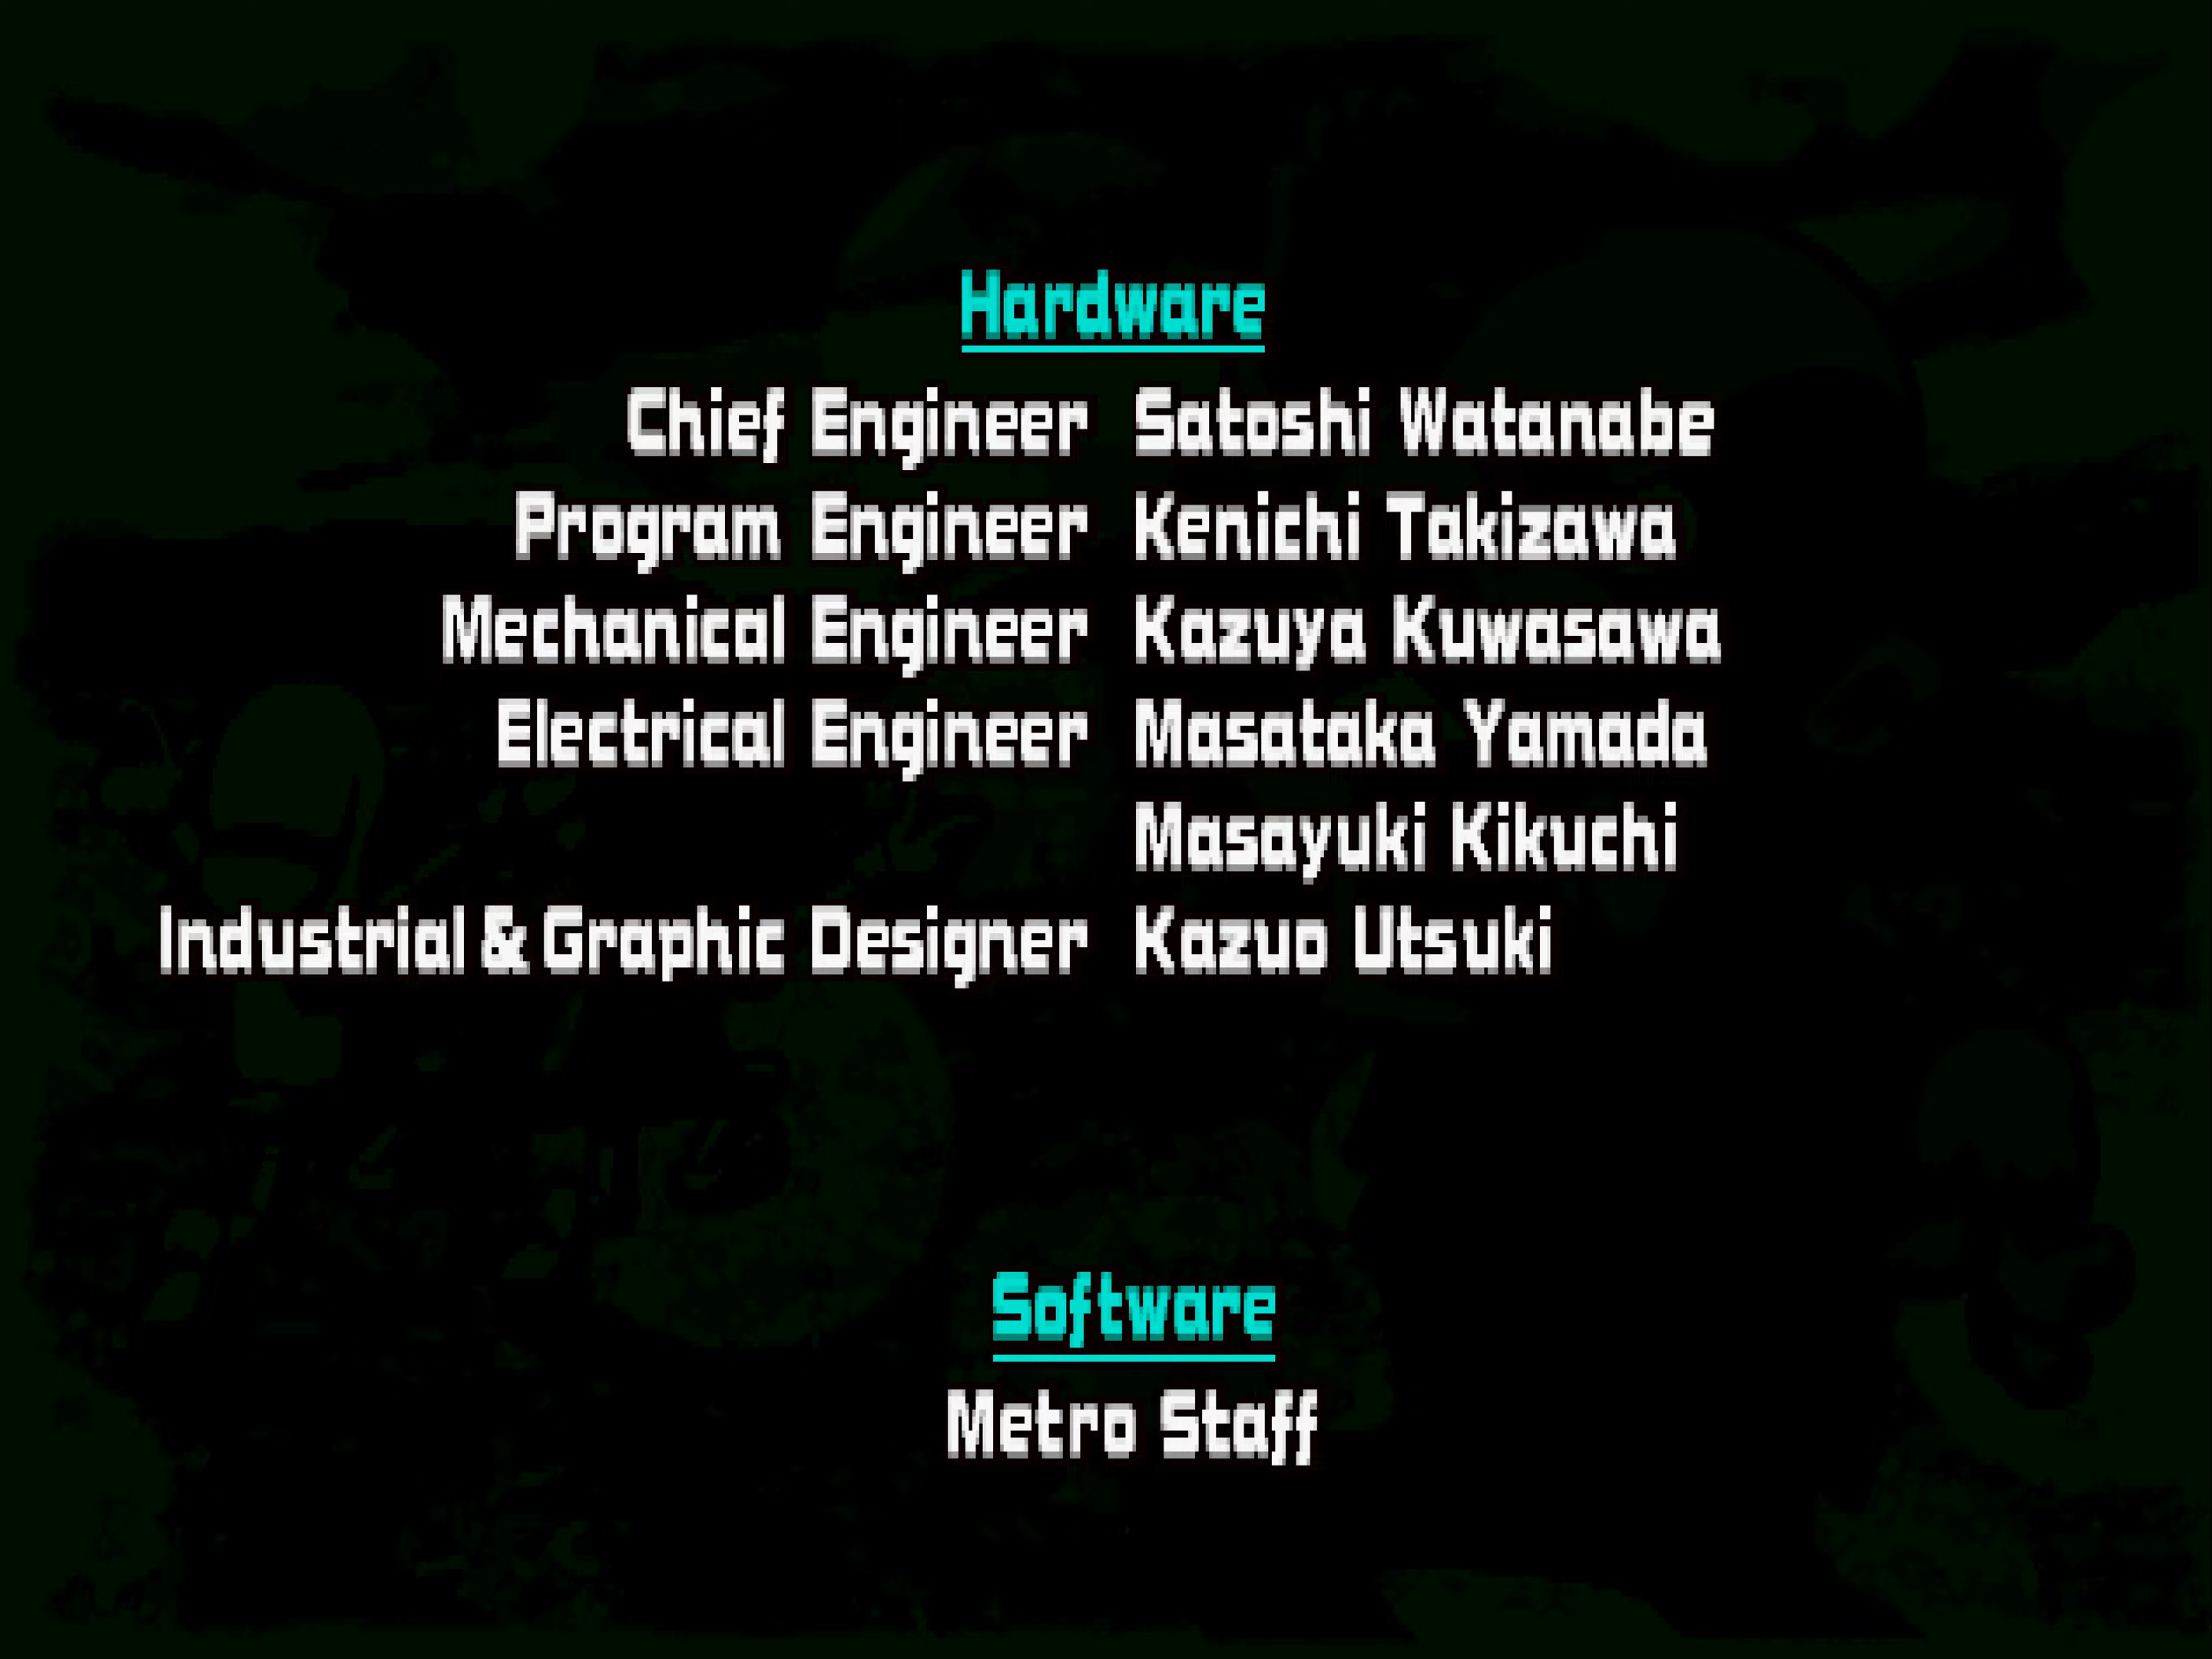 Hardware
Chief Engineer Satoshi Watanabe
Program Engineer Kenichi Takizawa
Mechanical Engineer Kazuya Kuwasawa
Electrical Engineer Masataka Yamada
Masayuki Kikuchi
Industrial & Graphic Designer Kazuo Utsuki
Software
Metro Staff